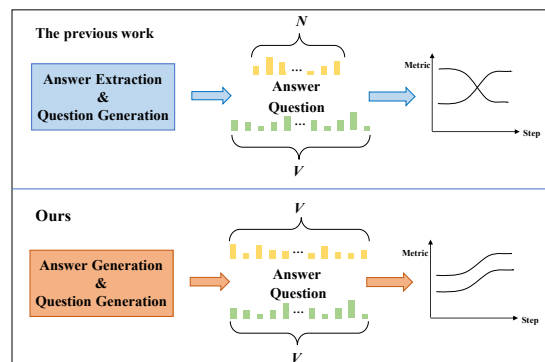 The previous work
N
Answer Extraction
&
Question Generation
...
Answer
Question
...
V
Metric
Step
Ours
V
Answer Generation
&
Question Generation
...
Answer
Question
...
V
Metric
Step